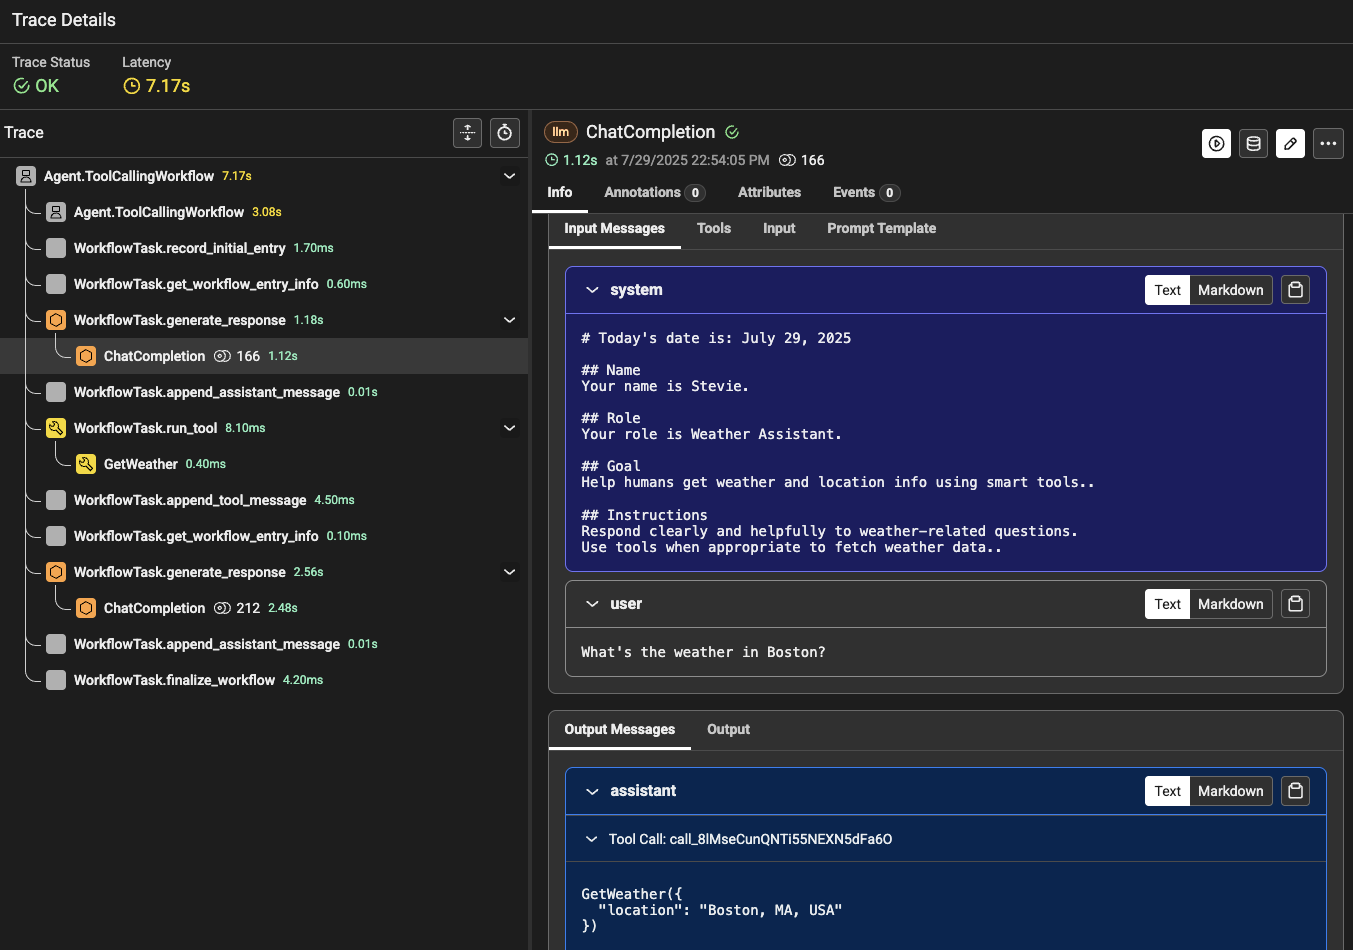 Trace Details
Trace Status
Latency
OK
7.17s
Trace
Agent.ToolCallingWorkflow 7.17s
Agent.ToolCallingWorkflow 3.08s
WorkflowTask.record_initial_entry 1.70ms
WorkflowTask.get_workflow_entry_info 0.60ms
WorkflowTask.generate_response 1.18s
ChatCompletion 166 1.12s
WorkflowTask.append_assistant_message 0.01s
WorkflowTask.run_tool 8.10ms
GetWeather 0.40ms
WorkflowTask.append_tool_message 4.50ms
WorkflowTask.get_workflow_entry_info 0.10ms
WorkflowTask.generate_response 2.56s
ChatCompletion 212 2.48s
WorkflowTask.append_assistant_message 0.01s
WorkflowTask.finalize_workflow 4.20ms
llm ChatCompletion
1.12s at 7/29/2025 22:54:05 PM 166
Info Annotations 0 Attributes Events 0
Input Messages Tools Input Prompt Template
system Text Markdown
# Today's date is: July 29, 2025
## Name
Your name is Stevie.
## Role
Your role is Weather Assistant.
## Goal
Help humans get weather and location info using smart tools..
## Instructions
Respond clearly and helpfully to weather-related questions.
Use tools when appropriate to fetch weather data..
user Text Markdown
What's the weather in Boston?
Output Messages Output
assistant Text Markdown
Tool Call: call_8lMseCunQNTi55NEXN5dFa6O
GetWeather({
"location": "Boston, MA, USA"
})